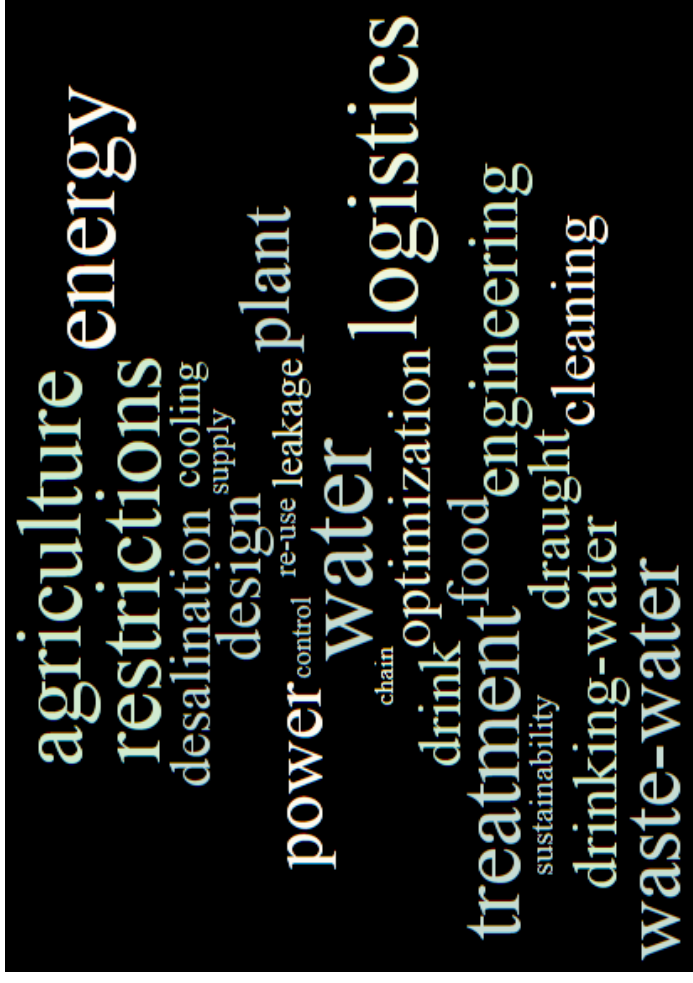 agriculture
energy
restrictions
desalination
cooling
supply
design
plant
re-use
leakage
control
power
water
logistics
chain
optimization
drink
food
engineering
treatment
sustainability
draught
cleaning
drinking-water
waste-water